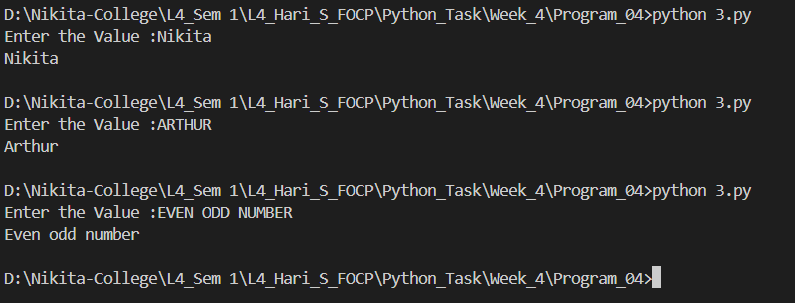 D:\Nikita-College\L4_Sem 1\L4_Hari_S_FOCP\Python_Task\Week_4\Program_04>python 3.py
Enter the Value :Nikita
Nikita
D:\Nikita-College\L4_Sem 1\L4_Hari_S_FOCP\Python_Task\Week_4\Program_04>python 3.py
Enter the Value :ARTHUR
Arthur
D:\Nikita-College\L4_Sem 1\L4_Hari_S_FOCP\Python_Task\Week_4\Program_04>python 3.py
Enter the Value :EVEN ODD NUMBER
Even odd number
D:\Nikita-College\L4_Sem 1\L4_Hari_S_FOCP\Python_Task\Week_4\Program_04>